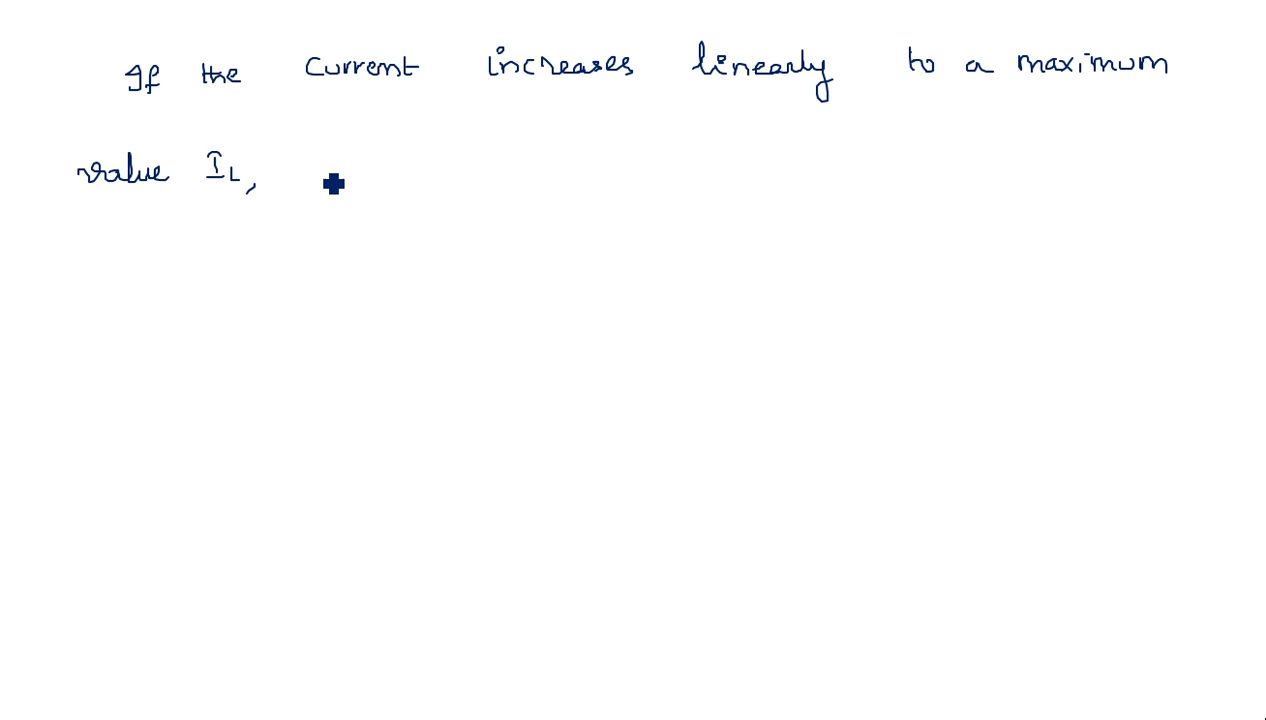 If the current increases linearly to a maximum
value I_L,